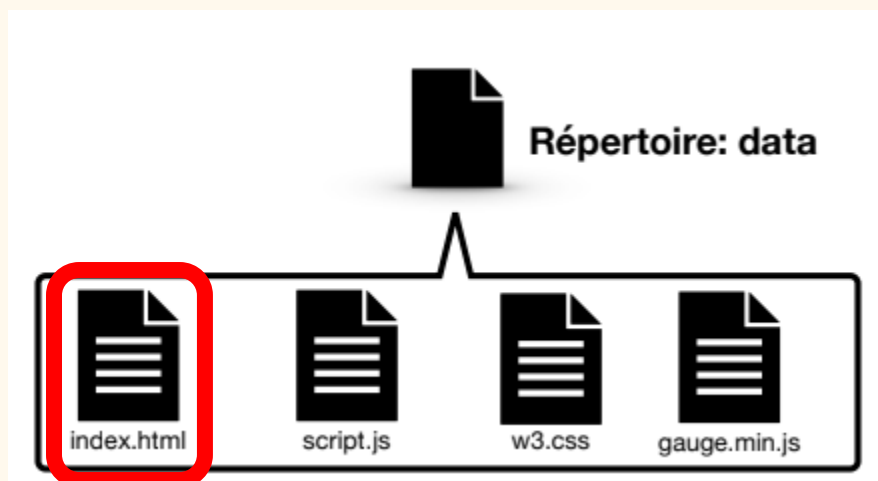 Répertoire: data
index.html
script.js
w3.css
gauge.min.js